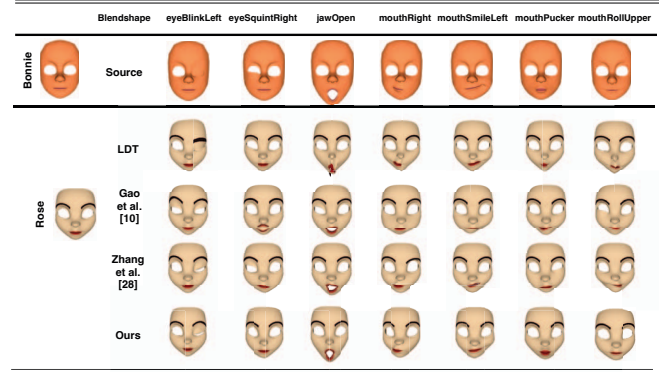 Blendshape eyeBlinkLeft eyeSquintRight jawOpen mouthRight mouthSmileLeft mouthPucker mouthRollUpper
Bonnie
Source
Rose
LDT
Gao
et al.
[10]
Zhang
et al.
[28]
Ours